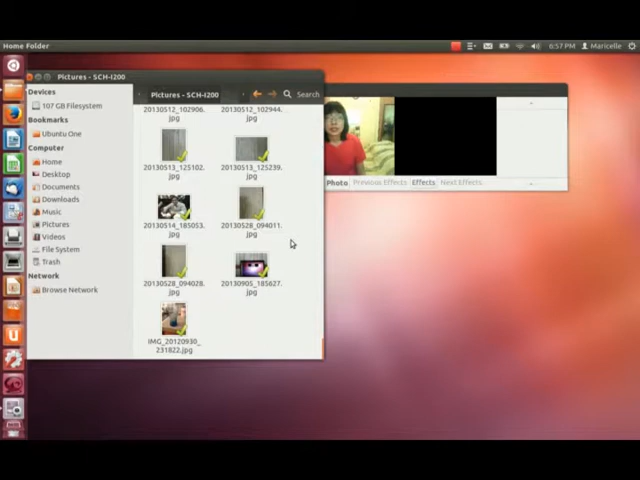 Home Folder
6:57 PM
Maricelle
Pictures - SCH-I200
Devices
107 GB Filesystem
Bookmarks
Ubuntu One
Computer
Home
Desktop
Documents
Downloads
Music
Pictures
Videos
File System
Trash
Network
Browse Network
Pictures - SCH-I200
Search
20130512_102906.
jpg
20130512_102944.
jpg
20130513_125102.
jpg
20130513_125239.
jpg
20130514_185053.
jpg
20130528_094011.
jpg
20130528_094028.
jpg
20130905_185627.
jpg
IMG_20120930_
231822.jpg
Photo
Previous Effects
Effects
Next Effects